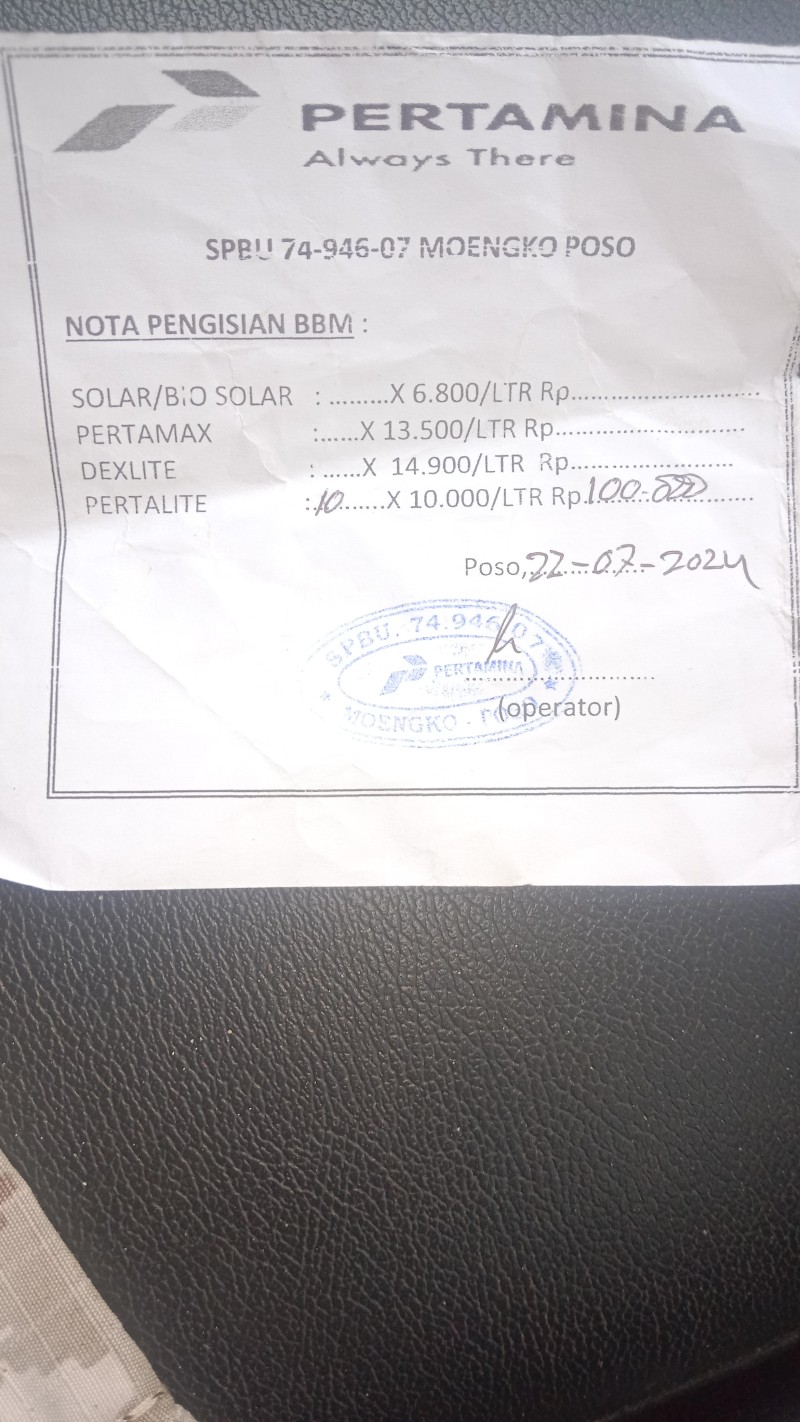 PERTAMINA
Always There
SPBU 74-946-07 MOENGKO POSO
NOTA PENGISIAN BBM :
SOLAR/BIO SOLAR : .........X 6.800/LTR Rp..............................
PERTAMAX :......X 13.500/LTR Rp..............................
DEXLITE : ......X 14.900/LTR Rp..........................
PERTALITE :10.......X 10.000/LTR Rp.100.000..........
Poso,22-07-2024
SPBU. 74.946.07
PERTAMINA
MOENGKO - POSO
(operator)